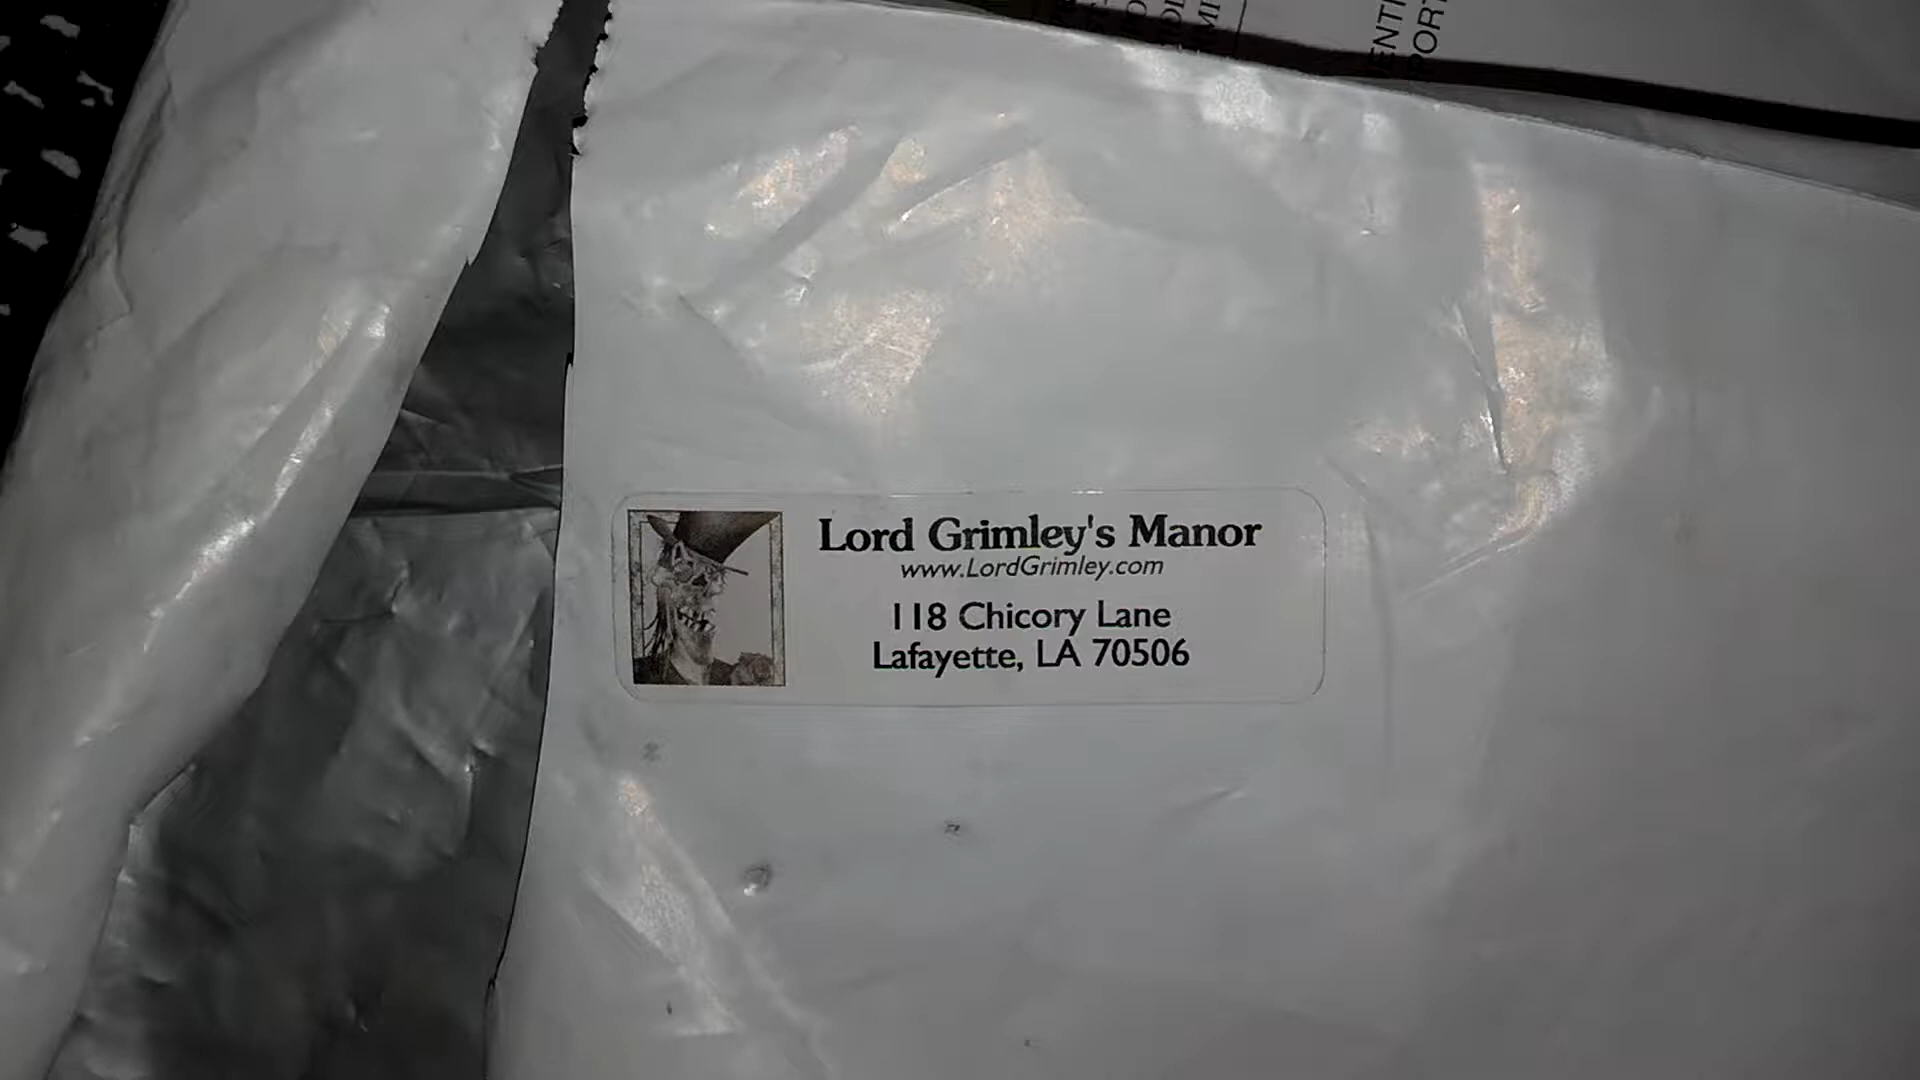 Lord Grimley's Manor
www.LordGrimley.com
118 Chicory Lane
Lafayette, LA 70506